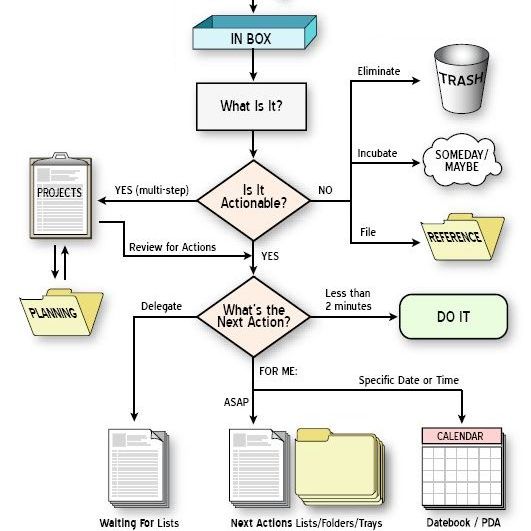 IN BOX
What Is It?
Eliminate
TRASH
Incubate
SOMEDAY/
MAYBE
Is It
Actionable?
YES (multi-step)
NO
PROJECTS
File
REFERENCE
Review for Actions
YES
PLANNING
Delegate
What's the
Next Action?
Less than
2 minutes
DO IT
FOR ME:
Specific Date or Time
ASAP
CALENDAR
Waiting For Lists
Next Actions Lists/Folders/Trays
Datebook / PDA